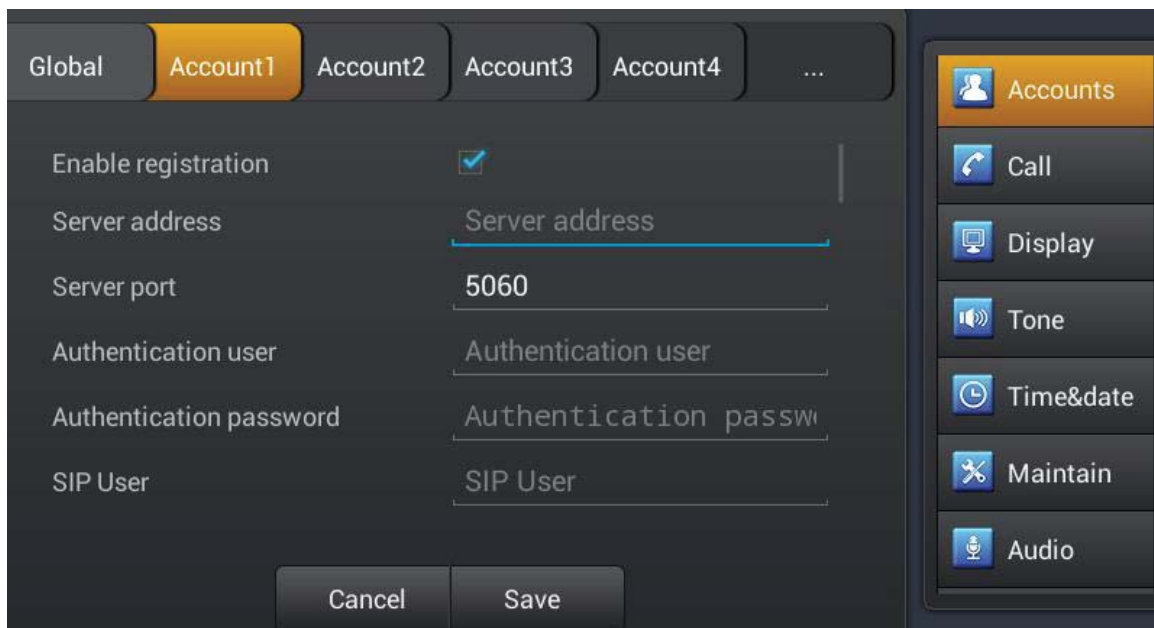 Global Account1 Account2 Account3 Account4 ...
Enable registration
Server address Server address
Server port 5060
Authentication user Authentication user
Authentication password Authentication passw
SIP User SIP User
Cancel Save
Accounts
Call
Display
Tone
Time&date
Maintain
Audio